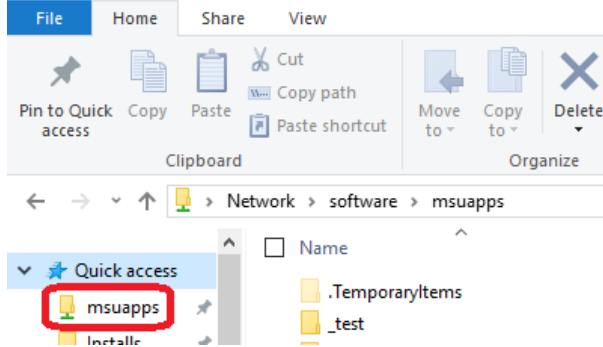 File Home Share View
Pin to Quick access
Copy
Paste
Cut
Copy path
Paste shortcut
Move to
Copy to
Delete
Clipboard
Organize
Network > software > msuapps
Quick access
msuapps
Installs
Name
.TemporaryItems
_test